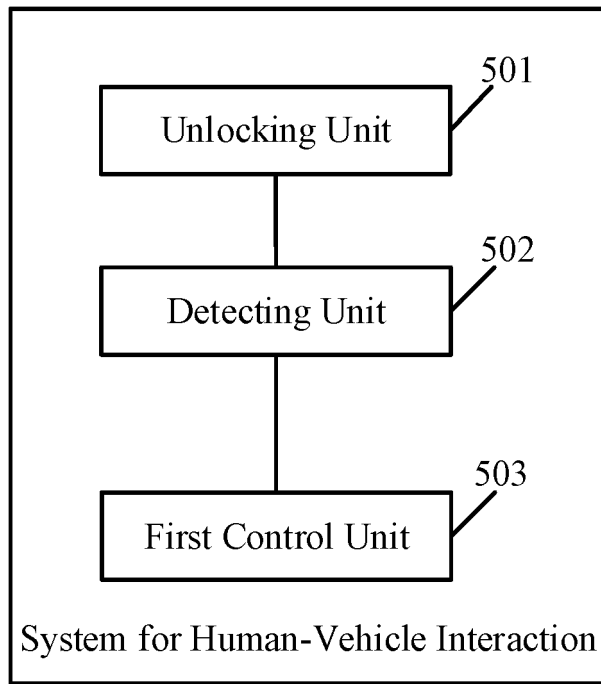 501
Unlocking Unit
502
Detecting Unit
503
First Control Unit
System for Human-Vehicle Interaction